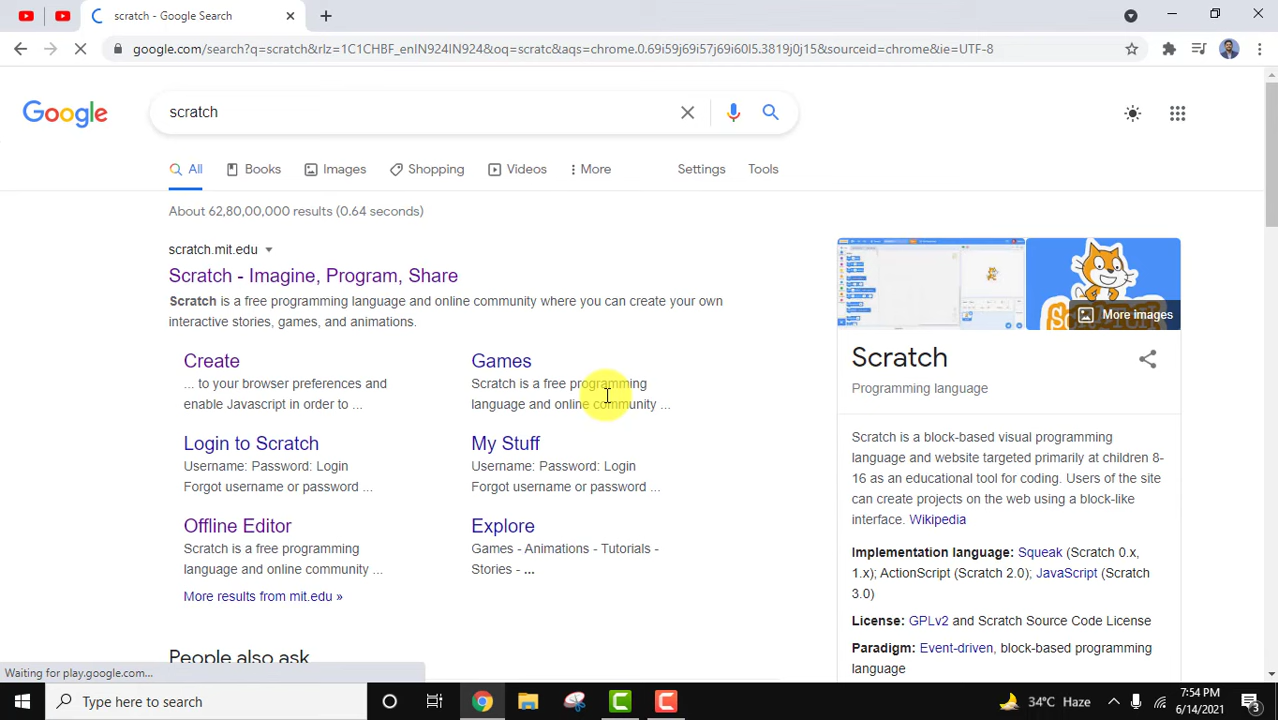 scratch - Google Search
google.com/search?q=scratch&rlz=1C1CHBF_enIN924IN924&oq=scratc&aqs=chrome.0.69i59j69i57j69i60l5.3819j0j15&sourceid=chrome&ie=UTF-8
Google
scratch
All
Books
Images
Shopping
Videos
More
Settings
Tools
About 62,80,00,000 results (0.64 seconds)
scratch.mit.edu
Scratch - Imagine, Program, Share
Scratch is a free programming language and online community where you can create your own
interactive stories, games, and animations.
Create
... to your browser preferences and
enable Javascript in order to ...
Games
Scratch is a free programming
language and online community ...
Login to Scratch
Username: Password: Login
Forgot username or password ...
My Stuff
Username: Password: Login
Forgot username or password ...
Offline Editor
Scratch is a free programming
language and online community ...
Explore
Games - Animations - Tutorials -
Stories - ...
More results from mit.edu »
People also ask
More images
Scratch
Programming language
Scratch is a block-based visual programming
language and website targeted primarily at children 8-
16 as an educational tool for coding. Users of the site
can create projects on the web using a block-like
interface. Wikipedia
Implementation language: Squeak (Scratch 0.x,
1.x); ActionScript (Scratch 2.0); JavaScript (Scratch
3.0)
License: GPLv2 and Scratch Source Code License
Paradigm: Event-driven, block-based programming
language
Waiting for play.google.com...
Type here to search
34°C Haze
7:54 PM
6/14/2021
3